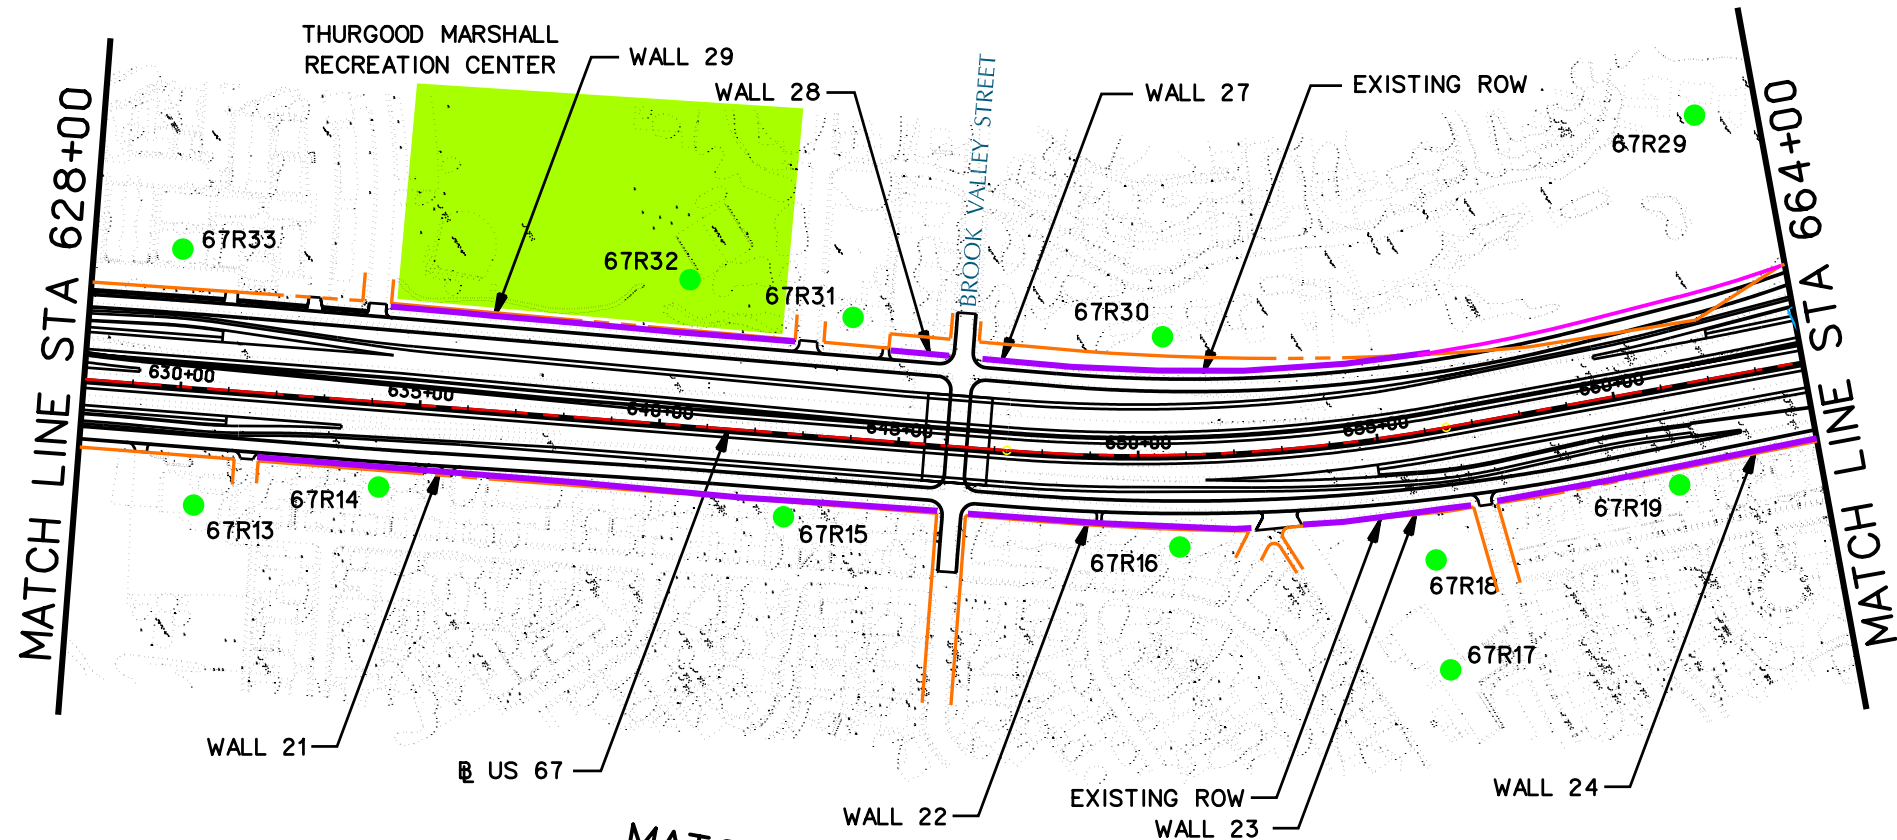 THURGOOD MARSHALL
RECREATION CENTER
WALL 29
WALL 28
BROOK VALLEY STREET
WALL 27
EXISTING ROW
67R29
MATCH LINE STA 628+00
MATCH LINE STA 664+00
67R33
67R32
67R31
67R30
630+00
635+00
640+00
645+00
650+00
655+00
660+00
67R13
67R14
67R15
67R16
67R18
67R19
67R17
WALL 21
BL US 67
WALL 22
EXISTING ROW
WALL 23
WALL 24